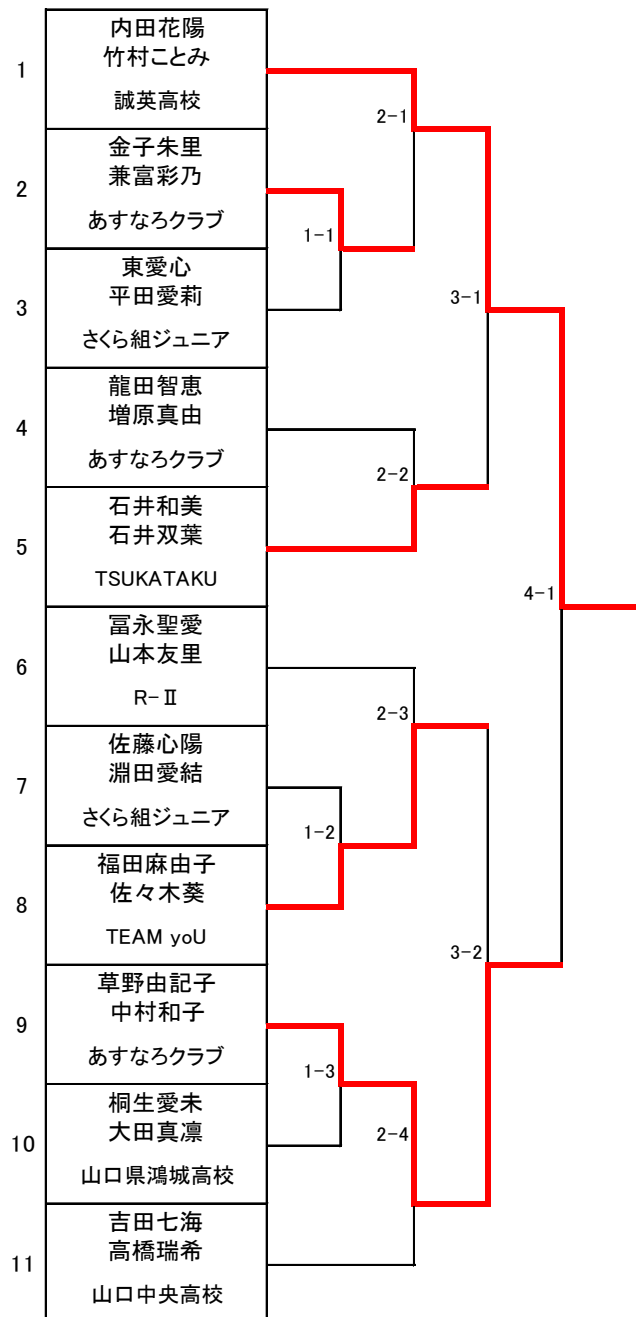 1
内田花陽
竹村ことみ
誠英高校
2
金子朱里
兼富彩乃
あすなろクラブ
3
東愛心
平田愛莉
さくら組ジュニア
4
龍田智恵
増原真由
あすなろクラブ
5
石井和美
石井双葉
TSUKATAKU
6
冨永聖愛
山本友里
R-Ⅱ
7
佐藤心陽
淵田愛結
さくら組ジュニア
8
福田麻由子
佐々木葵
TEAM yoU
9
草野由記子
中村和子
あすなろクラブ
10
桐生愛未
大田真凛
山口県鴻城高校
11
吉田七海
高橋瑞希
山口中央高校
1-1
1-2
1-3
2-1
2-2
2-3
2-4
3-1
3-2
4-1